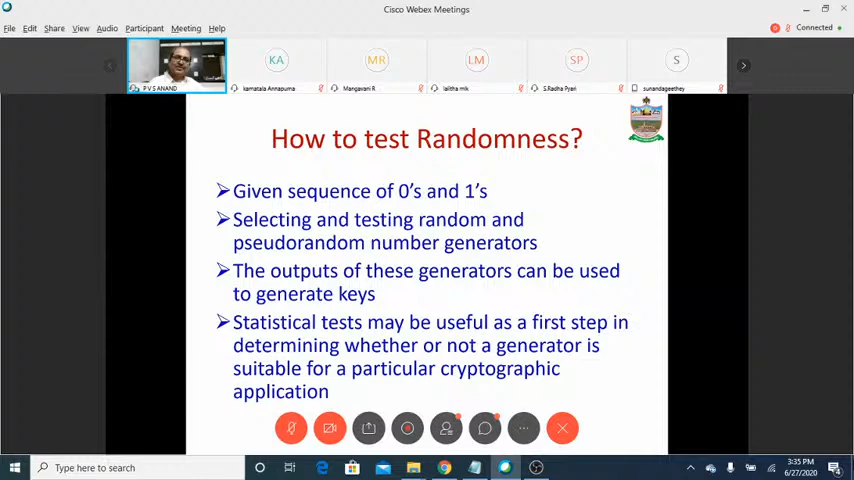 Cisco Webex Meetings
File Edit Share View Audio Participant Meeting Help
Connected
KA
MR
LM
SP
S
P V S ANAND
kamatala Annapurna
Mangavani R
lalitha mlk
S.Radha Pyari
sunandageethey
How to test Randomness?
Given sequence of 0's and 1's
Selecting and testing random and
pseudorandom number generators
The outputs of these generators can be used
to generate keys
Statistical tests may be useful as a first step in
determining whether or not a generator is
suitable for a particular cryptographic
application
Type here to search
3:35 PM
6/27/2020
4